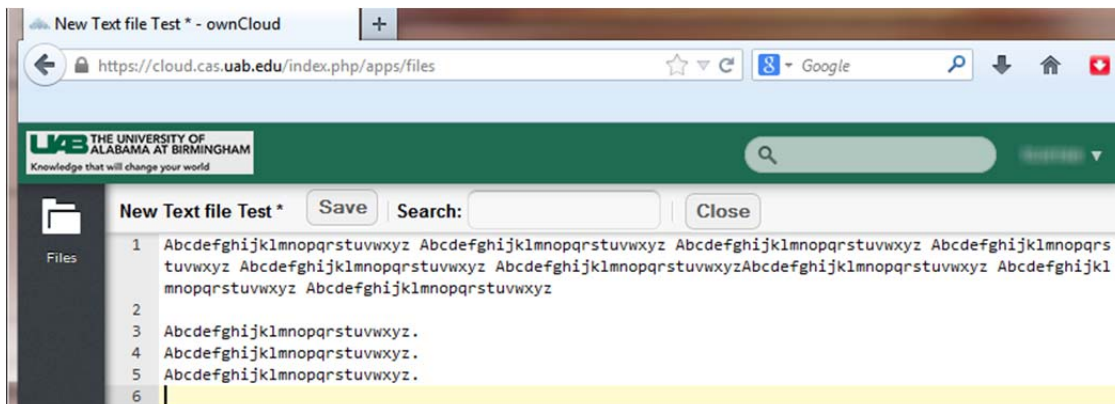 New Text file Test * - ownCloud
+
https://cloud.cas.uab.edu/index.php/apps/files
8 Google
UAB THE UNIVERSITY OF
ALABAMA AT BIRMINGHAM
Knowledge that will change your world
Files
New Text file Test * Save Search: Close
1 Abcdefghijklmnopqrstuvwxyz Abcdefghijklmnopqrstuvwxyz Abcdefghijklmnopqrstuvwxyz Abcdefghijklmnopqrs
tuvwxyz Abcdefghijklmnopqrstuvwxyz AbcdefghijklmnopqrstuvwxyzAbcdefghijklmnopqrstuvwxyz Abcdefghijkl
mnopqrstuvwxyz Abcdefghijklmnopqrstuvwxyz
2
3 Abcdefghijklmnopqrstuvwxyz.
4 Abcdefghijklmnopqrstuvwxyz.
5 Abcdefghijklmnopqrstuvwxyz.
6